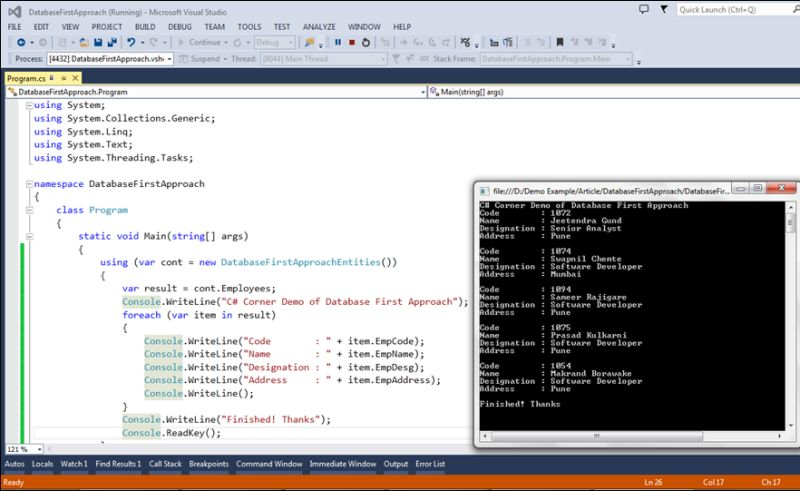 DatabaseFirstApproach (Running) - Microsoft Visual Studio
Quick Launch (Ctrl+Q)
FILE EDIT VIEW PROJECT BUILD DEBUG TEAM TOOLS TEST ANALYZE WINDOW HELP
Continue Debug
Process: [4432] DatabaseFirstApproach.vsho Suspend Thread: [8044] Main Thread Stack Frame: DatabaseFirstApproach.Program.Main
Program.cs
DatabaseFirstApproach.Program Main(string[] args)
using System;
using System.Collections.Generic;
using System.Linq;
using System.Text;
using System.Threading.Tasks;
namespace DatabaseFirstApproach
{
class Program
{
static void Main(string[] args)
{
using (var cont = new DatabaseFirstApproachEntities())
{
var result = cont.Employees;
Console.WriteLine("C# Corner Demo of Database First Approach");
foreach (var item in result)
{
Console.WriteLine("Code : " + item.EmpCode);
Console.WriteLine("Name : " + item.EmpName);
Console.WriteLine("Designation : " + item.EmpDesg);
Console.WriteLine("Address : " + item.EmpAddress);
Console.WriteLine();
}
Console.WriteLine("Finished! Thanks");
Console.ReadKey();
file:///D:/Demo Example/Article/DatabaseFirstApproach/DatabaseFir...
C# Corner Demo of Database First Approach
Code : 1072
Name : Jeetendra Gund
Designation : Senior Analyst
Address : Pune
Code : 1074
Name : Swapnil Chemte
Designation : Software Developer
Address : Mumbai
Code : 1094
Name : Sameer Rajigare
Designation : Software Developer
Address : Pune
Code : 1075
Name : Prasad Kulkarni
Designation : Software Developer
Address : Pune
Code : 1054
Name : Makrand Borawake
Designation : Software Developer
Address : Pune
Finished! Thanks
121 %
Autos Locals Watch 1 Find Results 1 Call Stack Breakpoints Command Window Immediate Window Output Error List
Ready Ln 26 Col 17 Ch 17